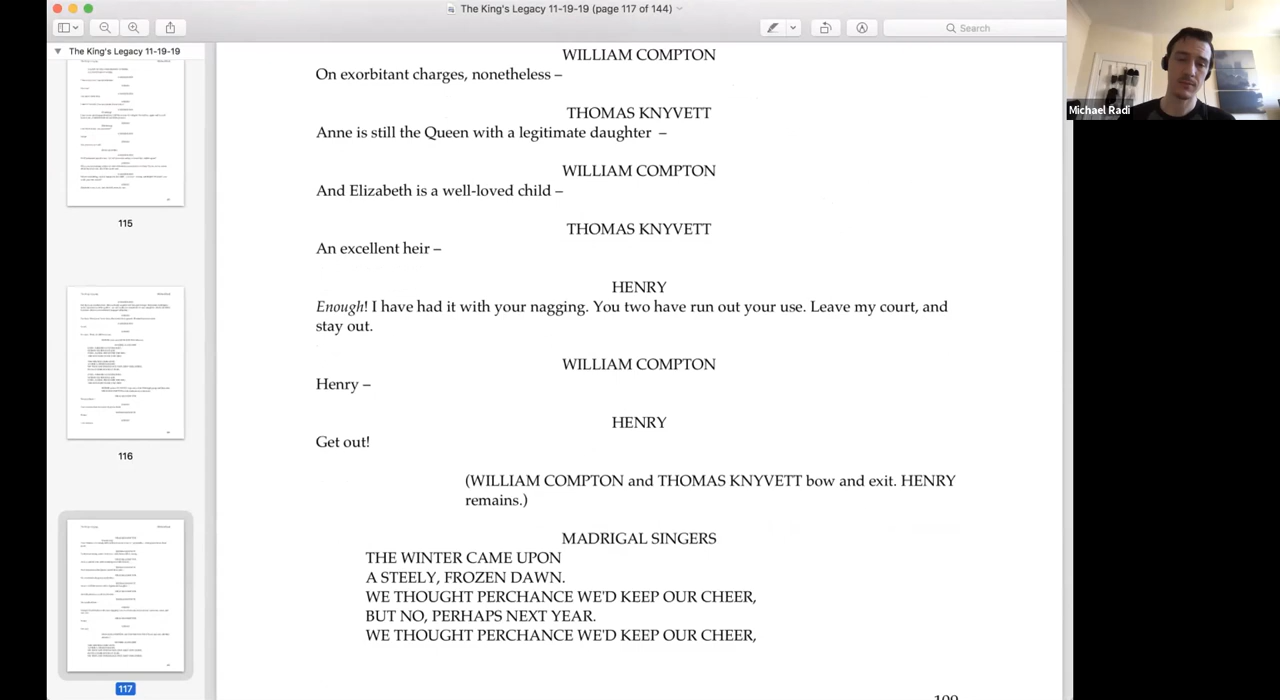 The King's Legacy 11-19-19 (page 117 of 144)
Search
The King's Legacy 11-19-19
115
116
117
WILLIAM COMPTON
On exorbitant charges, nonetheless –
THOMAS KNYVETT
Anne is still the Queen with a legitimate daughter –
WILLIAM COMPTON
And Elizabeth is a well-loved child –
THOMAS KNYVETT
An excellent heir –
HENRY
Enough! I have had it with your nagging. You two have run out your use. Leave my court, and
stay out.
WILLIAM COMPTON
Henry –
HENRY
Get out!
(WILLIAM COMPTON and THOMAS KNYVETT bow and exit. HENRY
remains.)
MADRIGAL SINGERS
THE WINTER CAME UPON
A STEELY, FROZEN DAWN.
WE THOUGHT PERCHANCE WE'D KEEP OUR CHEER,
BUT NO, PERHAPS NEXT YEAR.
WE THOUGHT PERCHANCE WE'D KEEP OUR CHEER,
Michael Radi